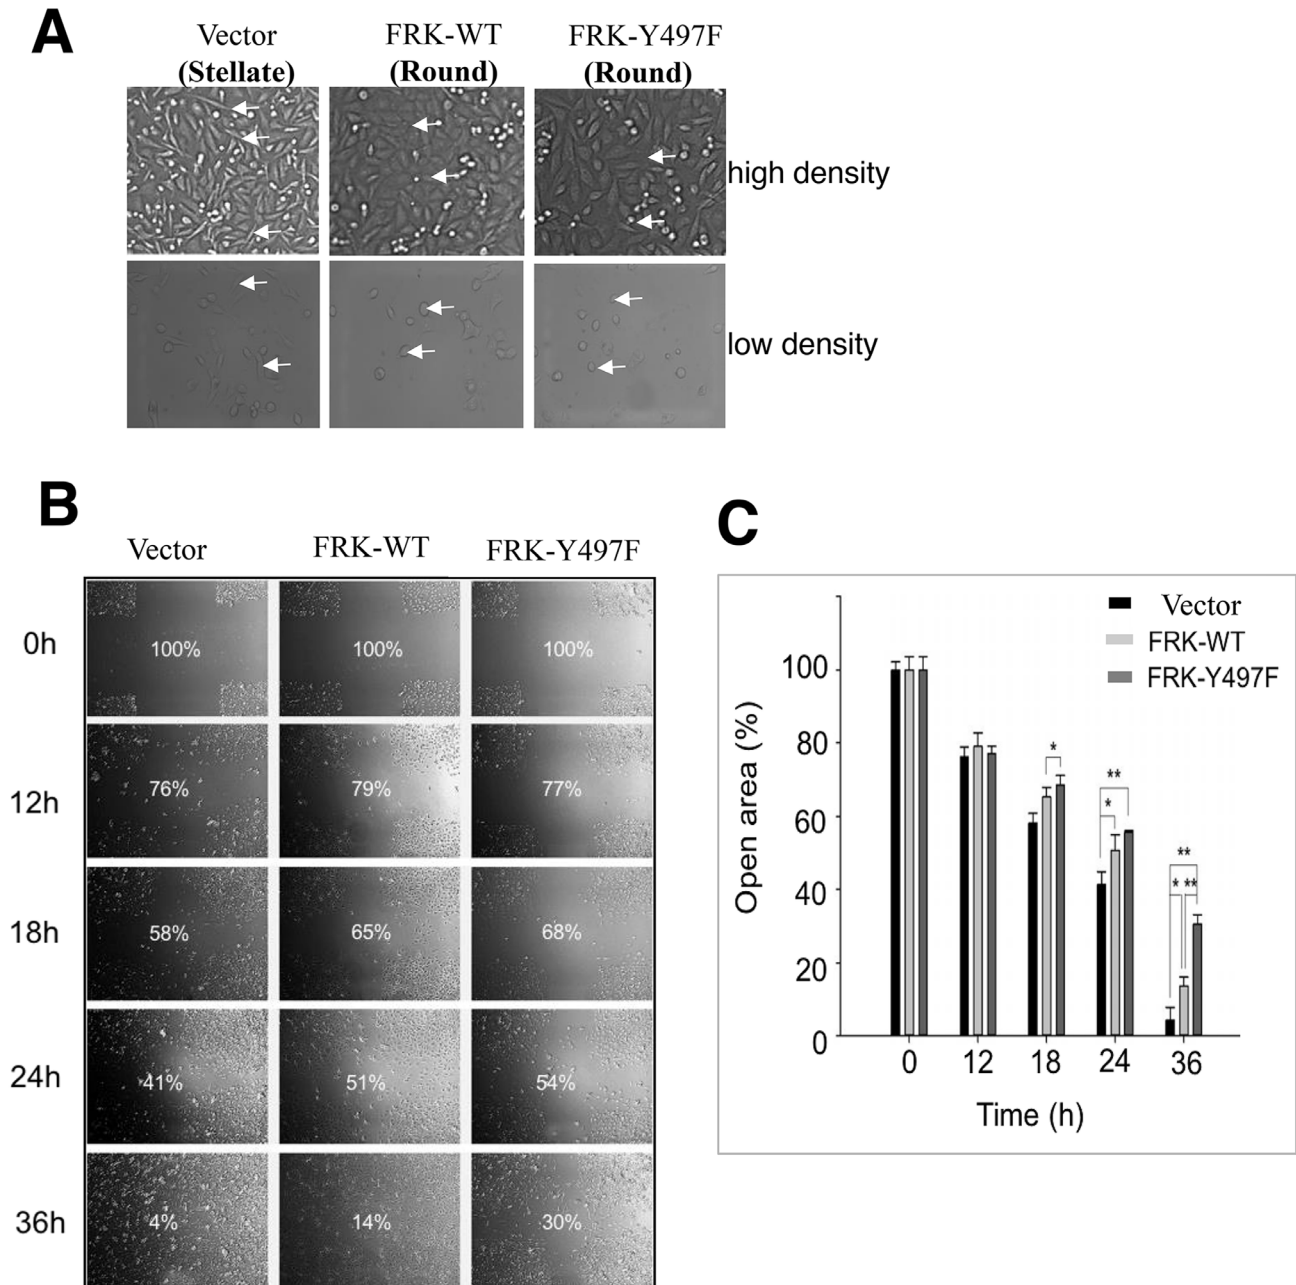 A
Vector FRK-WT FRK-Y497F
(Stellate) (Round) (Round)
high density
low density
B
Vector FRK-WT FRK-Y497F
0h 100% 100% 100%
12h 76% 79% 77%
18h 58% 65% 68%
24h 41% 51% 54%
36h 4% 14% 30%
C
Vector
FRK-WT
FRK-Y497F
Open area (%)
100
80
60
40
20
0
*
**
*
**
* **
0 12 18 24 36
Time (h)